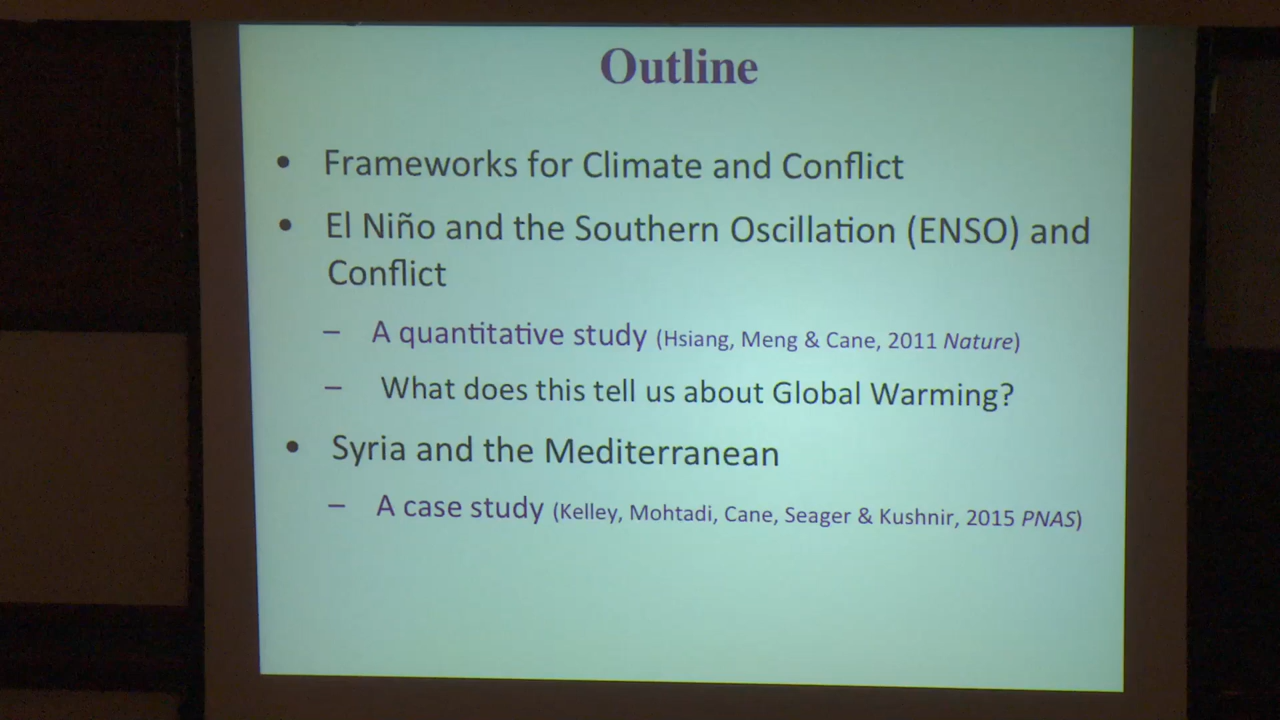 Outline
• Frameworks for Climate and Conflict
• El Niño and the Southern Oscillation (ENSO) and
Conflict
– A quantitative study (Hsiang, Meng & Cane, 2011 Nature)
– What does this tell us about Global Warming?
• Syria and the Mediterranean
– A case study (Kelley, Mohtadi, Cane, Seager & Kushnir, 2015 PNAS)